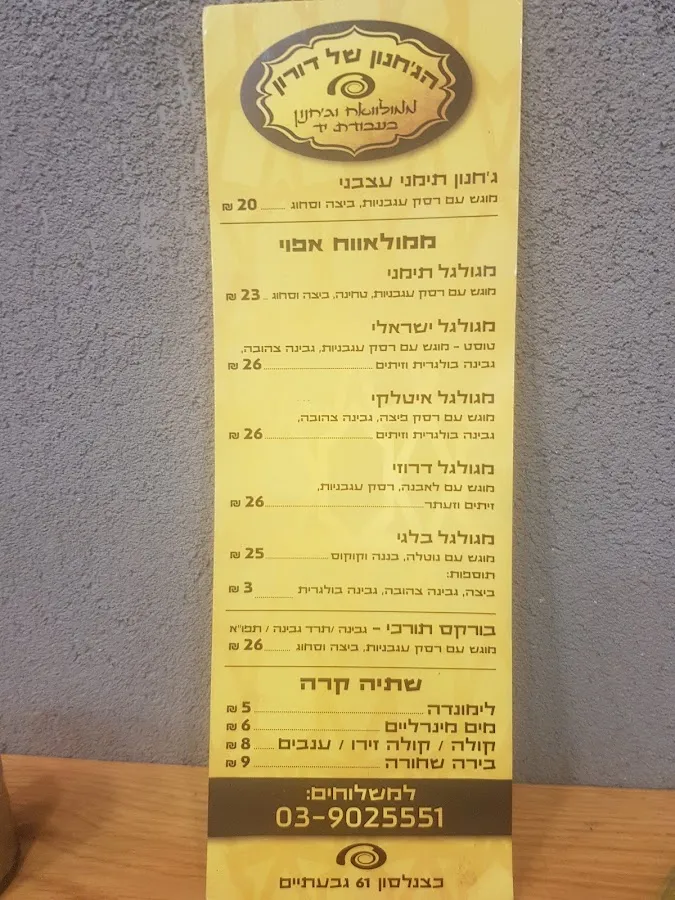 הג'חנון של דורון
ממולוואח וג'חנון
בעבודת יד
ג'חנון תימני עצבני
מוגש עם רסק עגבניות, ביצה וסחוג ........ 20 ₪
ממולאווח אפוי
מגולגל תימני
מוגש עם רסק עגבניות, טחינה, ביצה וסחוג .. 23 ₪
מגולגל ישראלי
טוסט - מוגש עם רסק עגבניות, גבינה צהובה,
גבינה בולגרית וזיתים ........ 26 ₪
מגולגל איטלקי
מוגש עם רסק פיצה, גבינה צהובה,
גבינה בולגרית וזיתים ........ 26 ₪
מגולגל דרוזי
מוגש עם לאבנה, רסק עגבניות,
זיתים וזעתר ........ 26 ₪
מגולגל בלגי
מוגש עם נוטלה, בננה וקוקוס ........ 25 ₪
תוספות:
ביצה, גבינה צהובה, גבינה בולגרית ........ 3 ₪
בורקס תורכי - גבינה /תרד גבינה / תפו"א
מוגש עם רסק עגבניות, ביצה וסחוג ........ 26 ₪
שתיה קרה
לימונדה ........ 5 ₪
מים מינרליים ........ 6 ₪
קולה / קולה זירו / ענבים ..... 8 ₪
בירה שחורה ........ 9 ₪
למשלוחים:
03-9025551
כצנלסון 61 גבעתיים